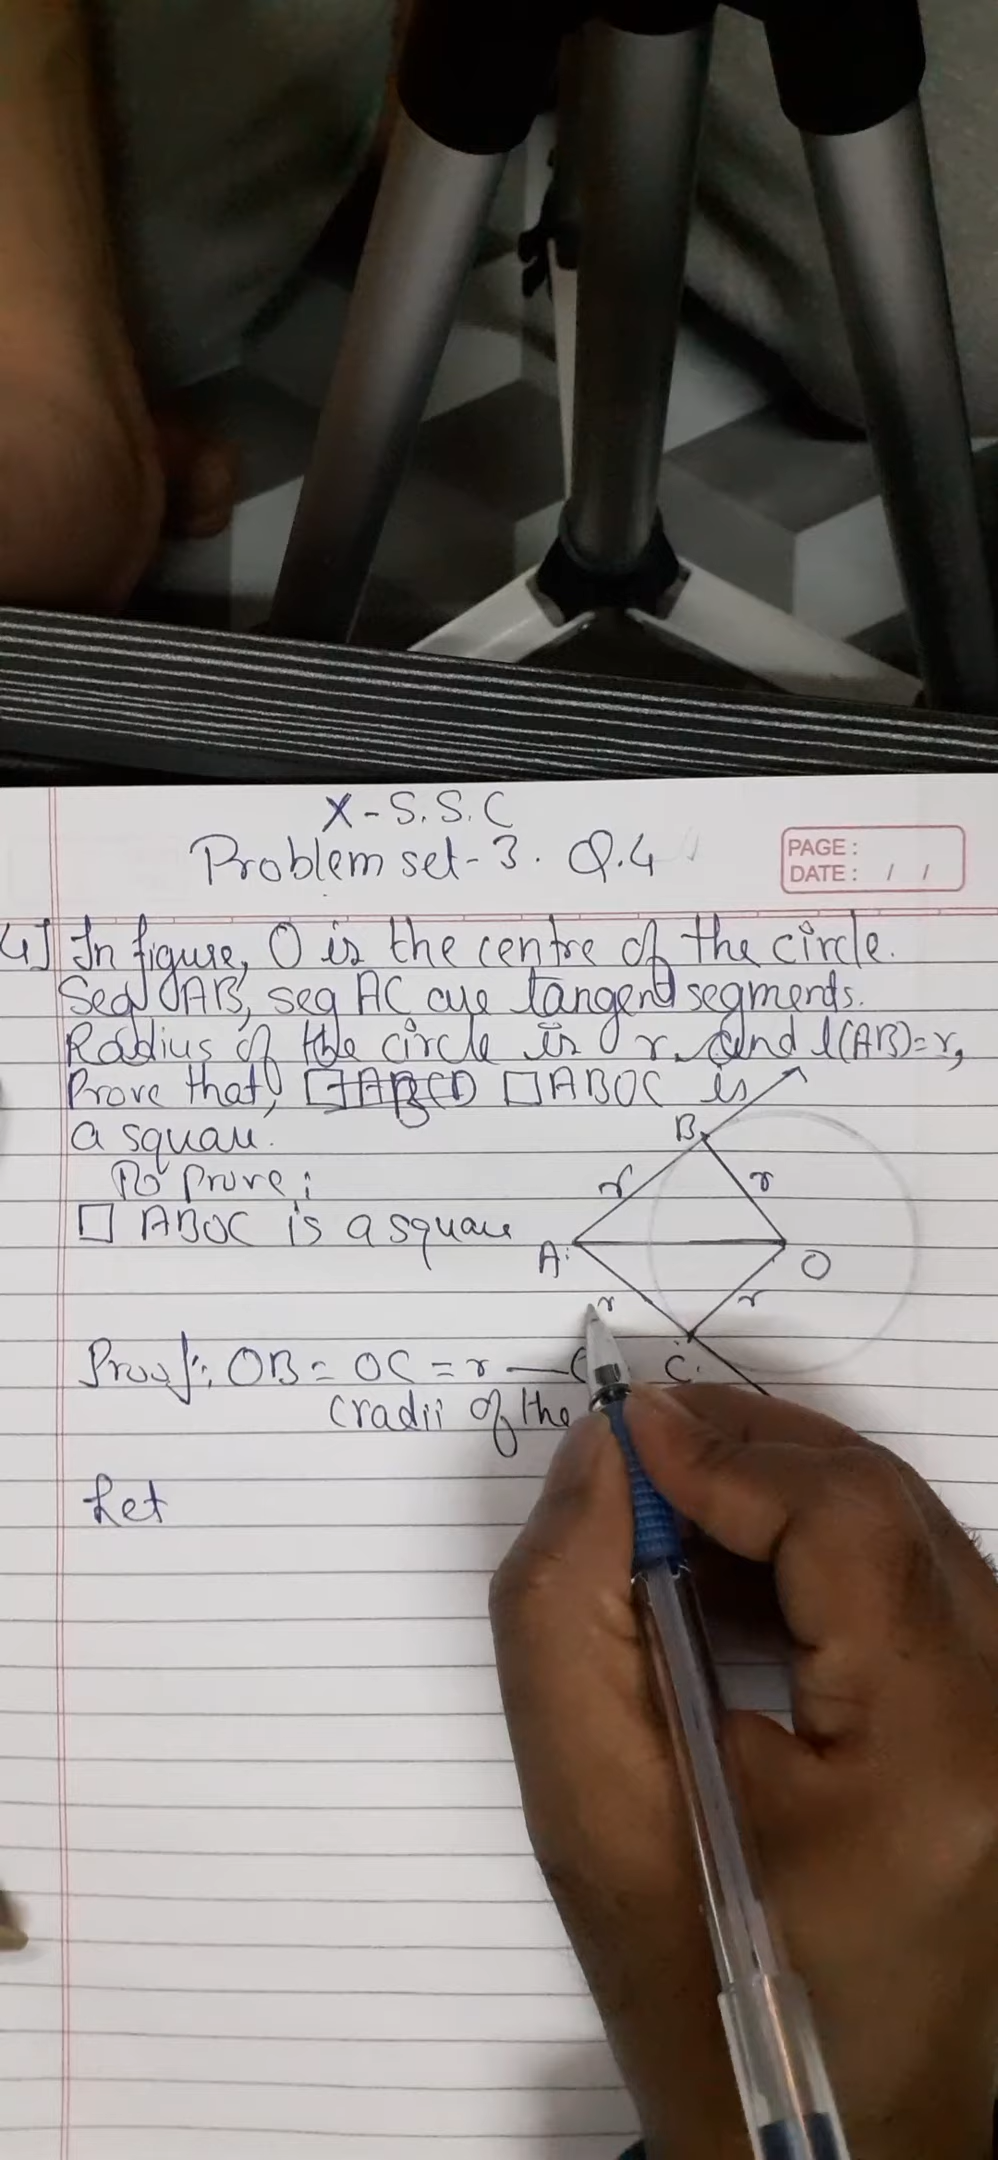 X - S.S.C
Problem set - 3. Q.4
PAGE :
DATE : / /
4] In figure, O is the centre of the circle.
Seg AB, seg AC are tangent segments.
Radius of the circle is r and l(AB)=r,
Prove that, □ABCD □ABOC is
a square.
To prove:
□ ABOC is a square
B
r
r
A
O
r
r
C
Proof: OB = OC = r —
(radii of the
Let